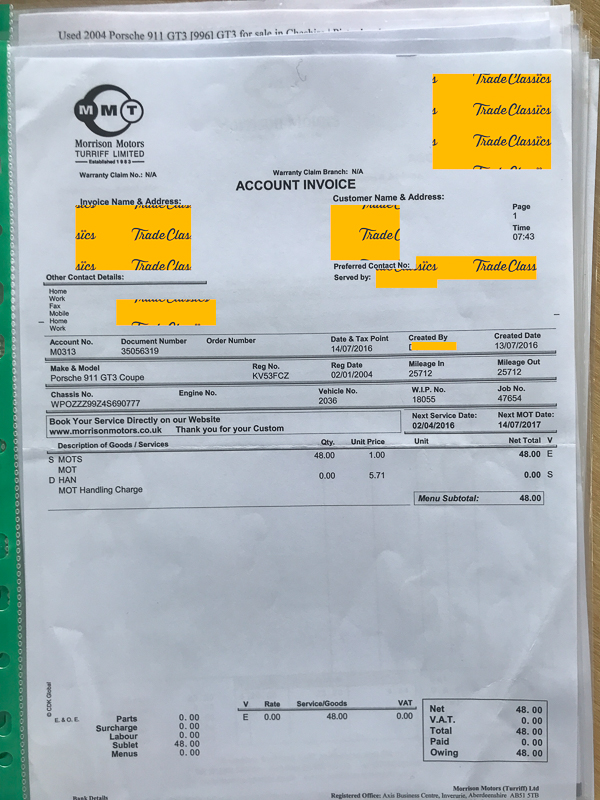 Used 2004 Porsche 911 GT3 [996] GT3 for sale in
MMT
Morrison Motors
TURRIFF LIMITED
Established 1993
Trade Classics
Trade Classics
Trade Classics
Trade Classics
Warranty Claim No.: N/A
Warranty Claim Branch: N/A
ACCOUNT INVOICE
Invoice Name & Address:
Customer Name & Address:
Page
1
Time
07:43
Trade Clas
Trade C
Preferred Contact No:
Trade Class
Served by:
Other Contact Details:
Home
Work
Fax
Mobile
Home
Work
Account No. Document Number Order Number Date & Tax Point Created By Created Date
M0313 35056319 14/07/2016 13/07/2016
Make & Model Reg No. Reg Date Mileage In Mileage Out
Porsche 911 GT3 Coupe KV53FCZ 02/01/2004 25712 25712
Chassis No. Engine No. Vehicle No. W.I.P. No. Job No.
WPOZZZ99Z4S690777 2036 18055 47654
Book Your Service Directly on our Website
www.morrisonmotors.co.uk Thank you for your Custom
Next Service Date: Next MOT Date:
02/04/2016 14/07/2017
Description of Goods / Services Qty. Unit Price Unit Net Total V
S MOTS 48.00 1.00 48.00 E
MOT
D HAN 0.00 5.71 0.00 S
MOT Handling Charge
Menu Subtotal: 48.00
© CDK Global
E. & O. E.
Parts 0.00
Surcharge 0.00
Labour 0.00
Sublet 48.00
Menus 0.00
V Rate Service/Goods VAT
E 0.00 48.00 0.00
Net 48.00
V.A.T. 0.00
Total 48.00
Paid 0.00
Owing 48.00
Bank Details
Morrison Motors (Turriff) Ltd
Registered Office: Axis Business Centre, Inverurie, Aberdeenshire AB51 5TB